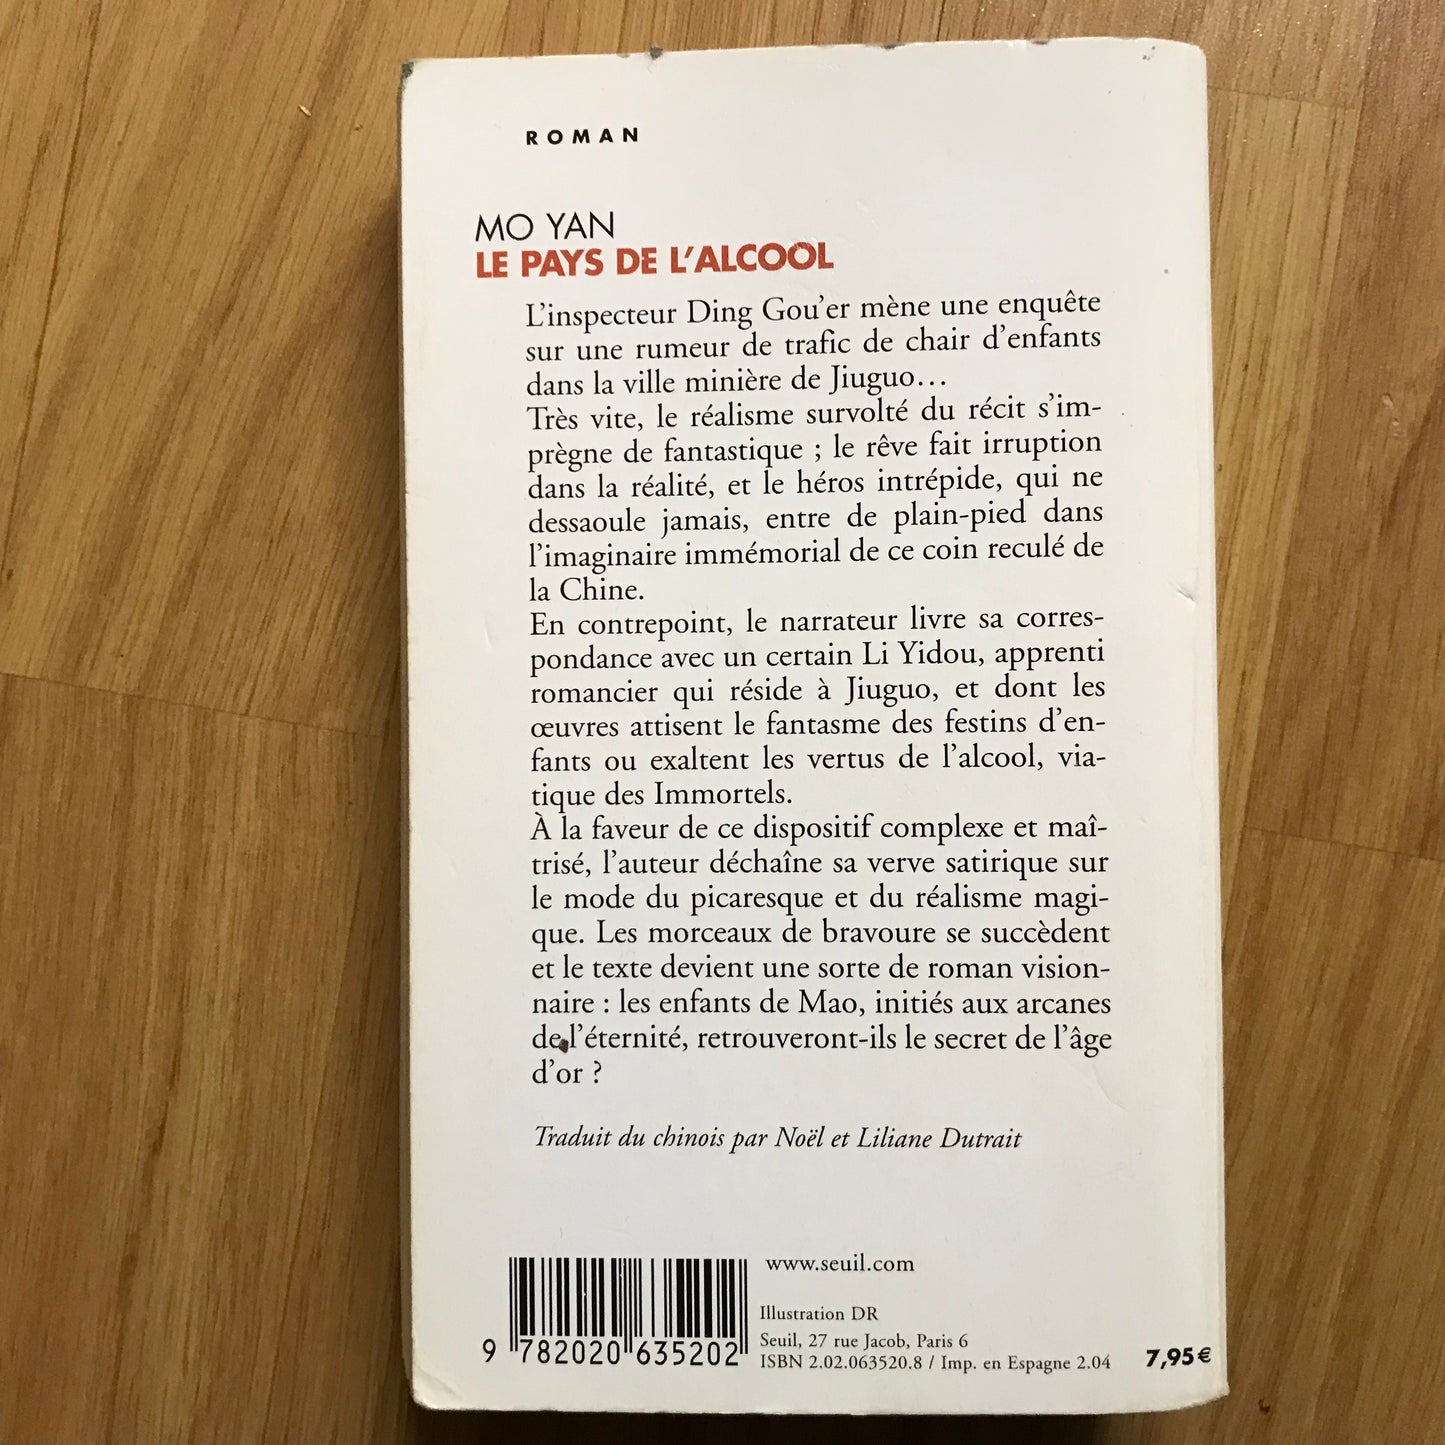 ROMAN
MO YAN
LE PAYS DE L'ALCOOL
L'inspecteur Ding Gou'er mène une enquête
sur une rumeur de trafic de chair d'enfants
dans la ville minière de Jiuguo…
Très vite, le réalisme survolté du récit s'im-
prègne de fantastique ; le rêve fait irruption
dans la réalité, et le héros intrépide, qui ne
dessaoule jamais, entre de plain-pied dans
l'imaginaire immémorial de ce coin reculé de
la Chine.
En contrepoint, le narrateur livre sa corres-
pondance avec un certain Li Yidou, apprenti
romancier qui réside à Jiuguo, et dont les
œuvres attisent le fantasme des festins d'en-
fants ou exaltent les vertus de l'alcool, via-
tique des Immortels.
À la faveur de ce dispositif complexe et maî-
trisé, l'auteur déchaîne sa verve satirique sur
le mode du picaresque et du réalisme magi-
que. Les morceaux de bravoure se succèdent
et le texte devient une sorte de roman vision-
naire : les enfants de Mao, initiés aux arcanes
de l'éternité, retrouveront-ils le secret de l'âge
d'or ?
Traduit du chinois par Noël et Liliane Dutrait
www.seuil.com
Illustration DR
Seuil, 27 rue Jacob, Paris 6
ISBN 2.02.063520.8 / Imp. en Espagne 2.04
7,95€
9 782020 635202